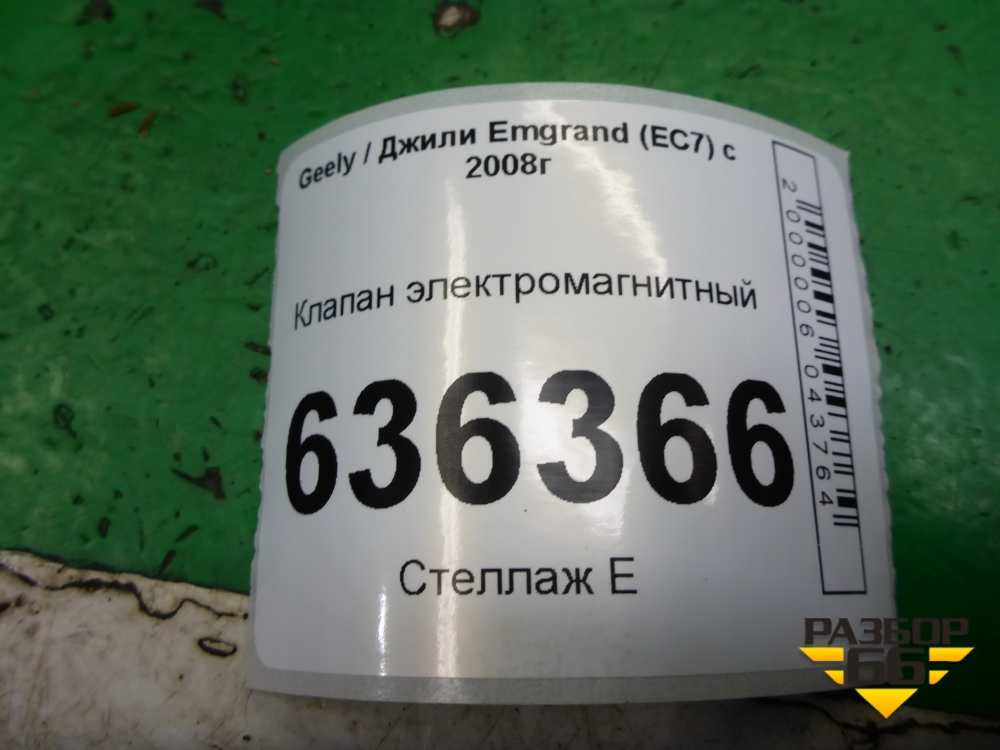 Geely / Джили Emgrand (EC7) с
2008г
Клапан электромагнитный
636366
Стеллаж Е
2000006043764
РАЗБОР
66